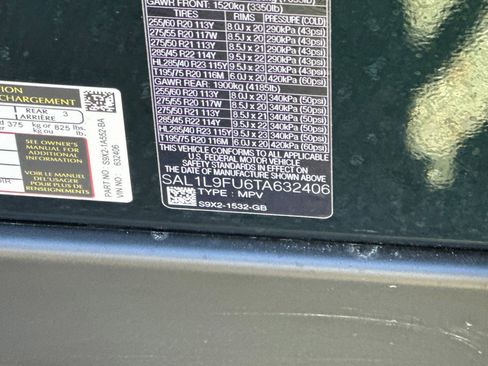 GAWR FRONT: 1520kg (3350lb)
TIRES RIMS PRESSURE (COLD)
255/60 R20 113Y 8.0J x 20 290kPa (43psi)
275/55 R20 117W 8.5J x 20 290kPa (43psi)
275/50 R21 113Y 8.5J x 21 290kPa (43psi)
285/45 R22 114Y 9.5J x 22 290kPa (43psi)
HL285/40 R23 115Y 9.5J x 23 290kPa (43psi)
T195/75 R20 116M 6.0J x 20 420kPa (60psi)
GAWR REAR: 1900kg (4185lb)
255/60 R20 113Y 8.0J x 20 340kPa (50psi)
275/55 R20 117W 8.5J x 20 340kPa (50psi)
275/50 R21 113Y 8.5J x 21 340kPa (50psi)
285/45 R22 114Y 9.5J x 22 340kPa (50psi)
HL285/40 R23 115Y 9.5J x 23 340kPa (50psi)
T195/75 R20 116M 6.0J x 20 420kPa (60psi)
THIS VEHICLE CONFORMS TO ALL APPLICABLE
U.S. FEDERAL MOTOR VEHICLE
SAFETY STANDARDS IN EFFECT ON THE
DATE OF MANUFACTURE SHOWN ABOVE
SAL1L9FU6TA632406
TYPE : MPV
S9X2-1532-GB
CHARGEMENT
REAR 3
ARRIÈRE
375 kg or 825 lbs.
kg ou lb.
SEE OWNER'S
MANUAL FOR
ADDITIONAL
INFORMATION
VOIR LE MANUEL
DE L'USAGER
POUR PLUS DE
RENSEIGNEMENTS
PART NO : S9X2-1A552-BA
VIN NO : 632406